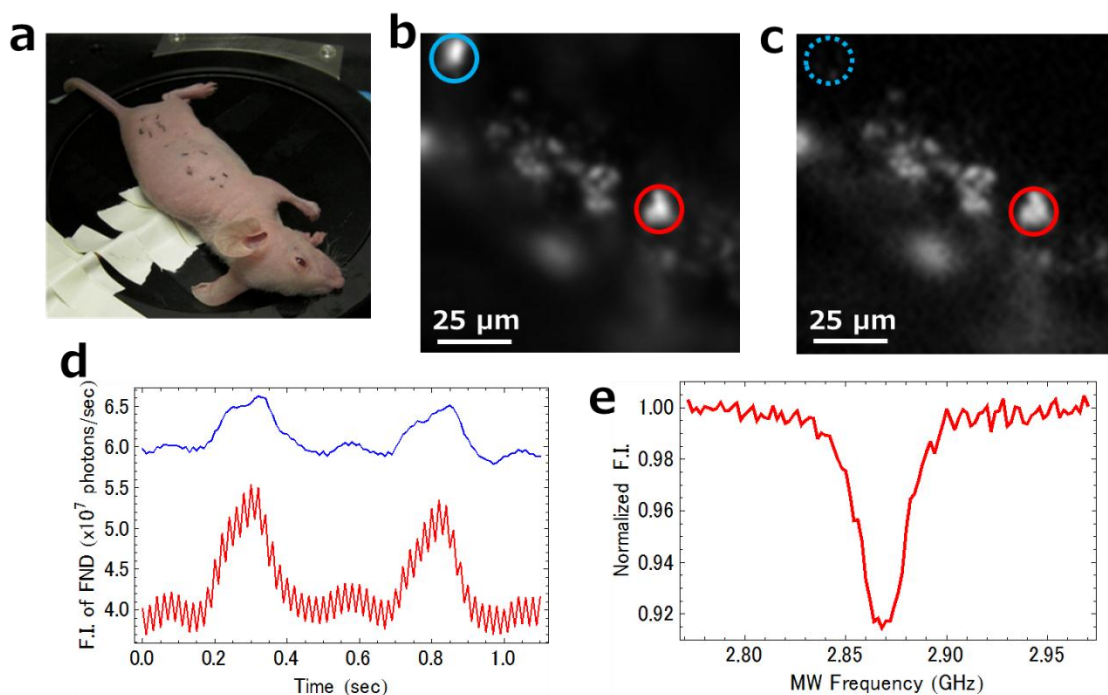 a
b
c
25 μm
25 μm
d
e
F.I. of FND (x10⁷ photons/sec)
6.5
6.0
5.5
5.0
4.5
4.0
0.0 0.2 0.4 0.6 0.8 1.0
Time (sec)
Normalized F.I.
1.00
0.98
0.96
0.94
0.92
2.80 2.85 2.90 2.95
MW Frequency (GHz)